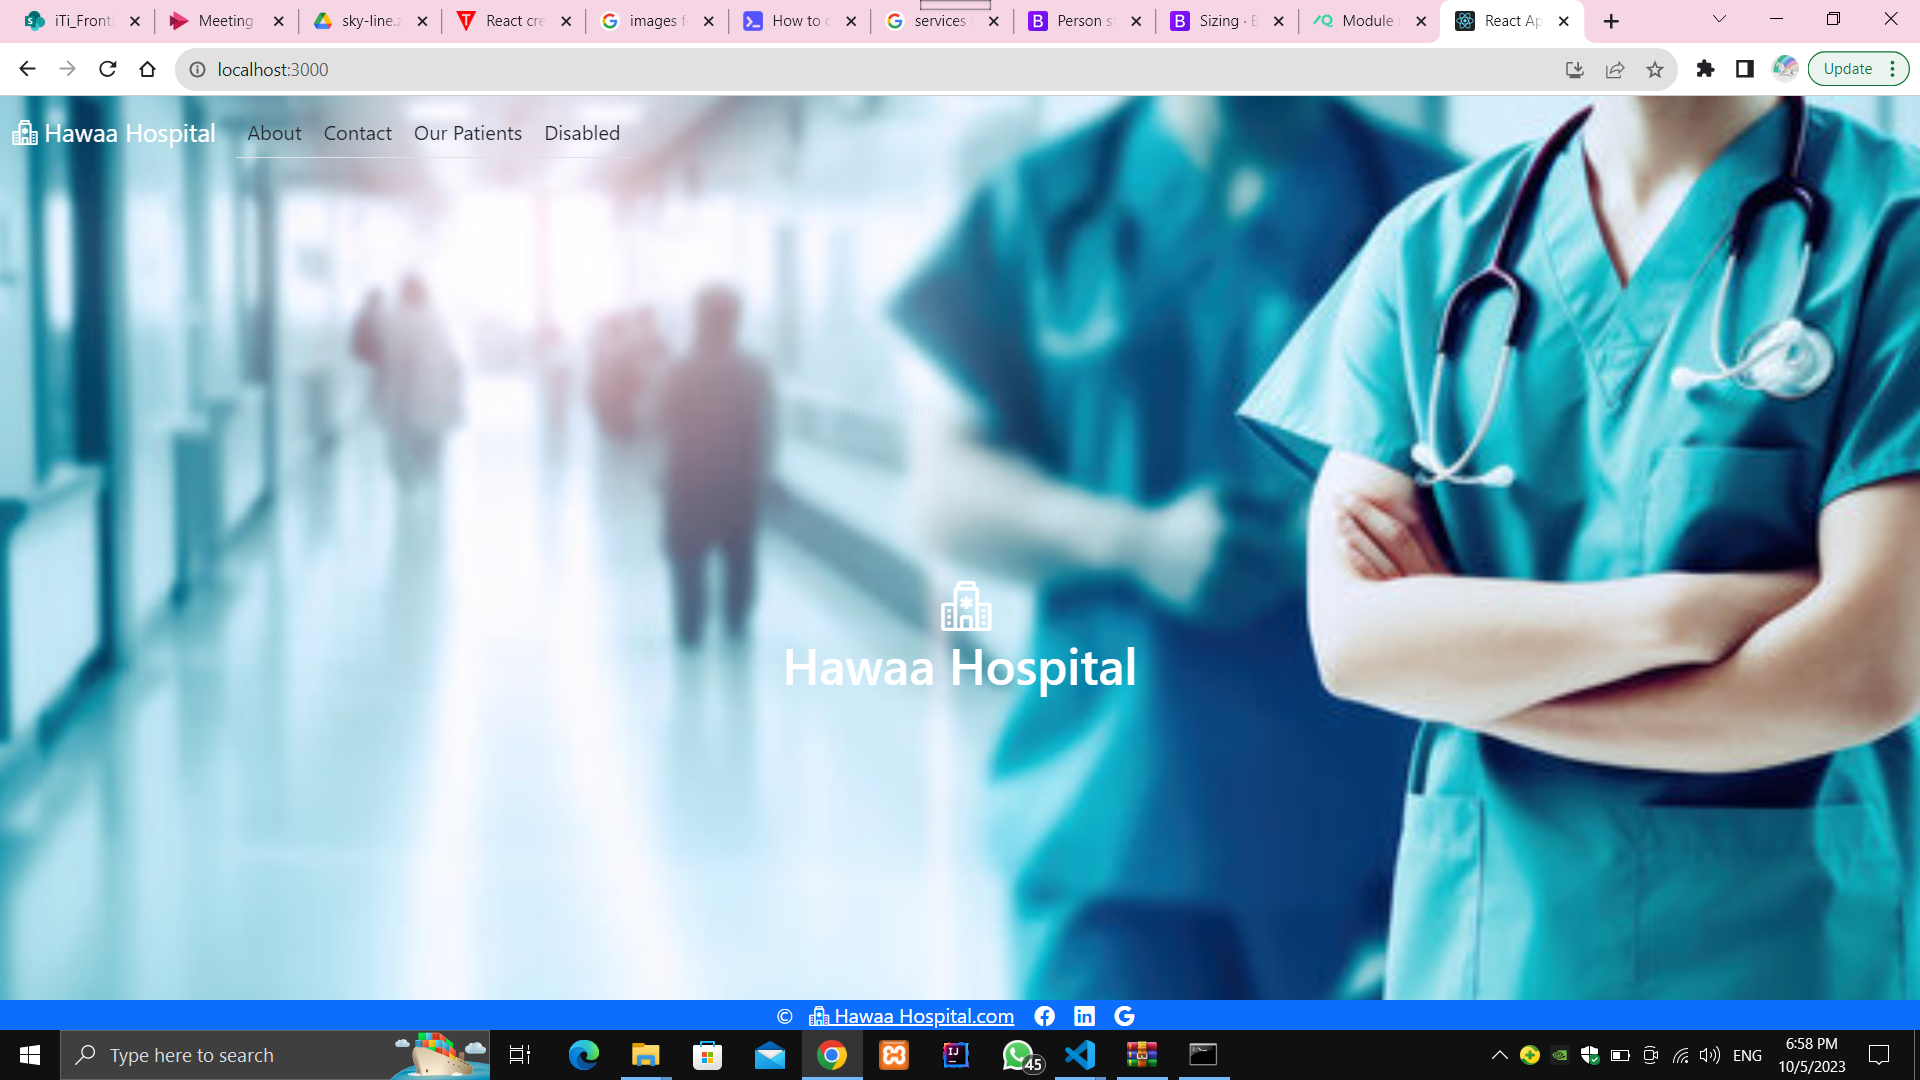 iTi_Front
Meeting
sky-line.z
React cre
images f
How to c
services
Person s
Sizing · B
Module
React Ap
localhost:3000
Update
Hawaa Hospital
About
Contact
Our Patients
Disabled
Hawaa Hospital
© Hawaa Hospital.com
Type here to search
45
ENG
6:58 PM
10/5/2023